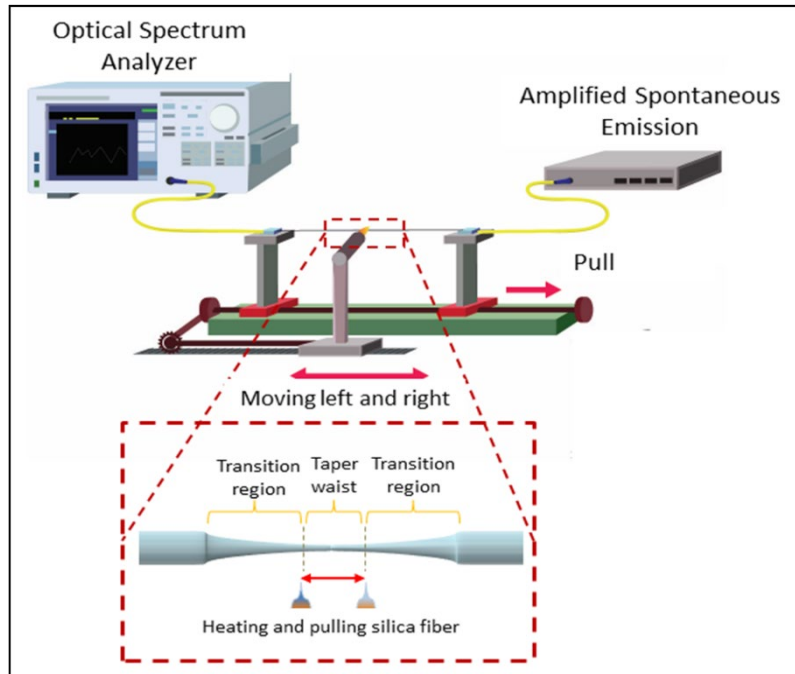 Optical Spectrum
Analyzer
Amplified Spontaneous
Emission
Pull
Moving left and right
Transition
region
Taper
waist
Transition
region
Heating and pulling silica fiber